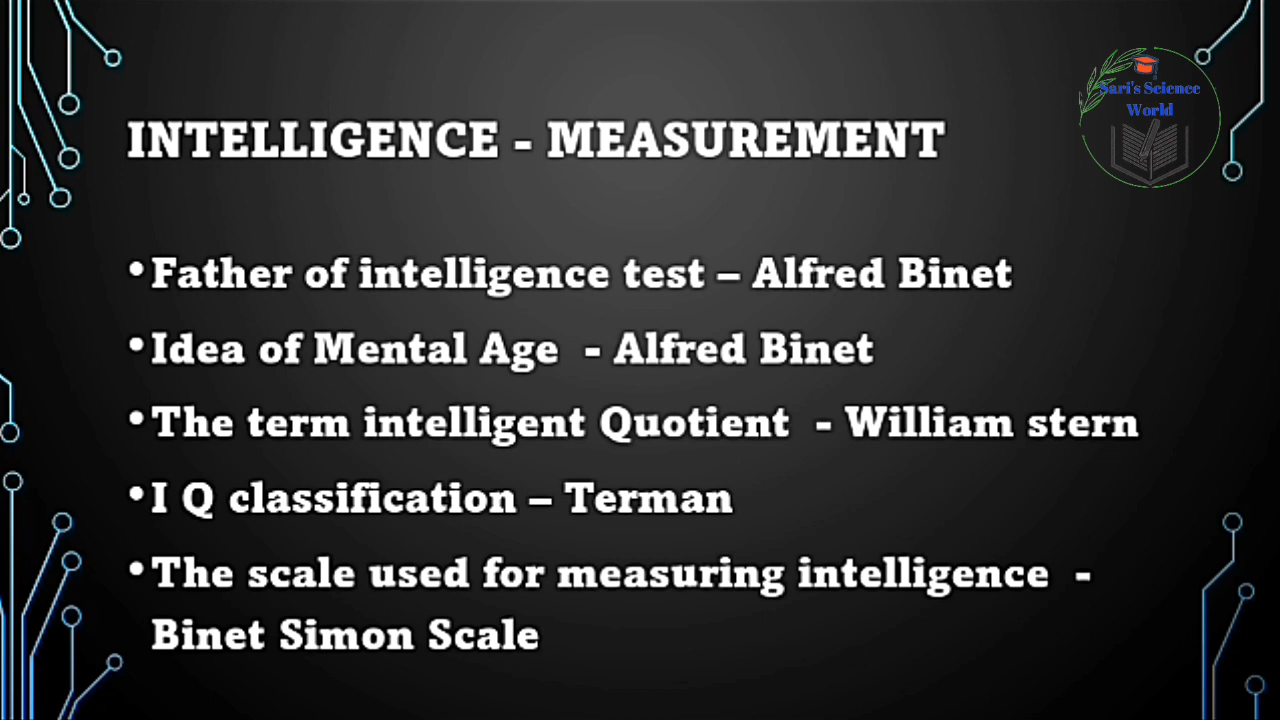 Sari's Science
World
INTELLIGENCE - MEASUREMENT
•Father of intelligence test – Alfred Binet
•Idea of Mental Age - Alfred Binet
•The term intelligent Quotient - William stern
•I Q classification – Terman
•The scale used for measuring intelligence -
Binet Simon Scale